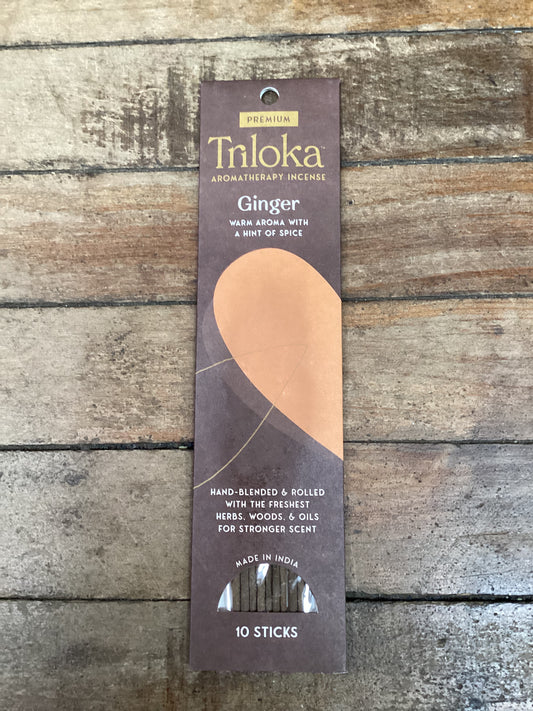 PREMIUM
Triloka™
AROMATHERAPY INCENSE
Ginger
WARM AROMA WITH
A HINT OF SPICE
HAND-BLENDED & ROLLED
WITH THE FRESHEST
HERBS, WOODS, & OILS
FOR STRONGER SCENT
MADE IN INDIA
10 STICKS